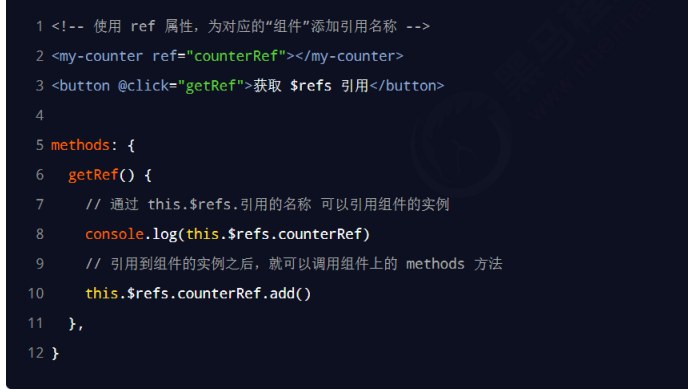 1 <!-- 使用 ref 属性，为对应的“组件”添加引用名称 -->
2 <my-counter ref="counterRef"></my-counter>
3 <button @click="getRef">获取 $refs 引用</button>
4
5 methods: {
6   getRef() {
7     // 通过 this.$refs.引用的名称 可以引用组件的实例
8     console.log(this.$refs.counterRef)
9     // 引用到组件的实例之后，就可以调用组件上的 methods 方法
10     this.$refs.counterRef.add()
11   },
12 }